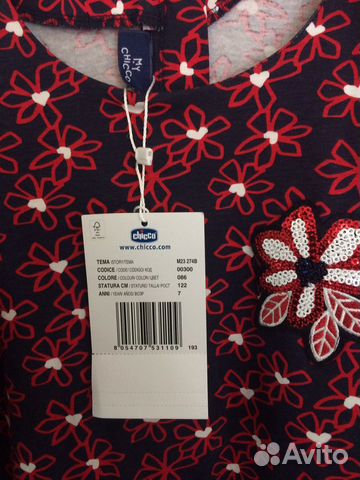 MY
CHICCO
FSC
chicco
www.chicco.com
TEMA M23 274B
CODICE 00300
COLORE 086
STATURA CM 122
ANNI 7
8 054707 531109 193
Avito